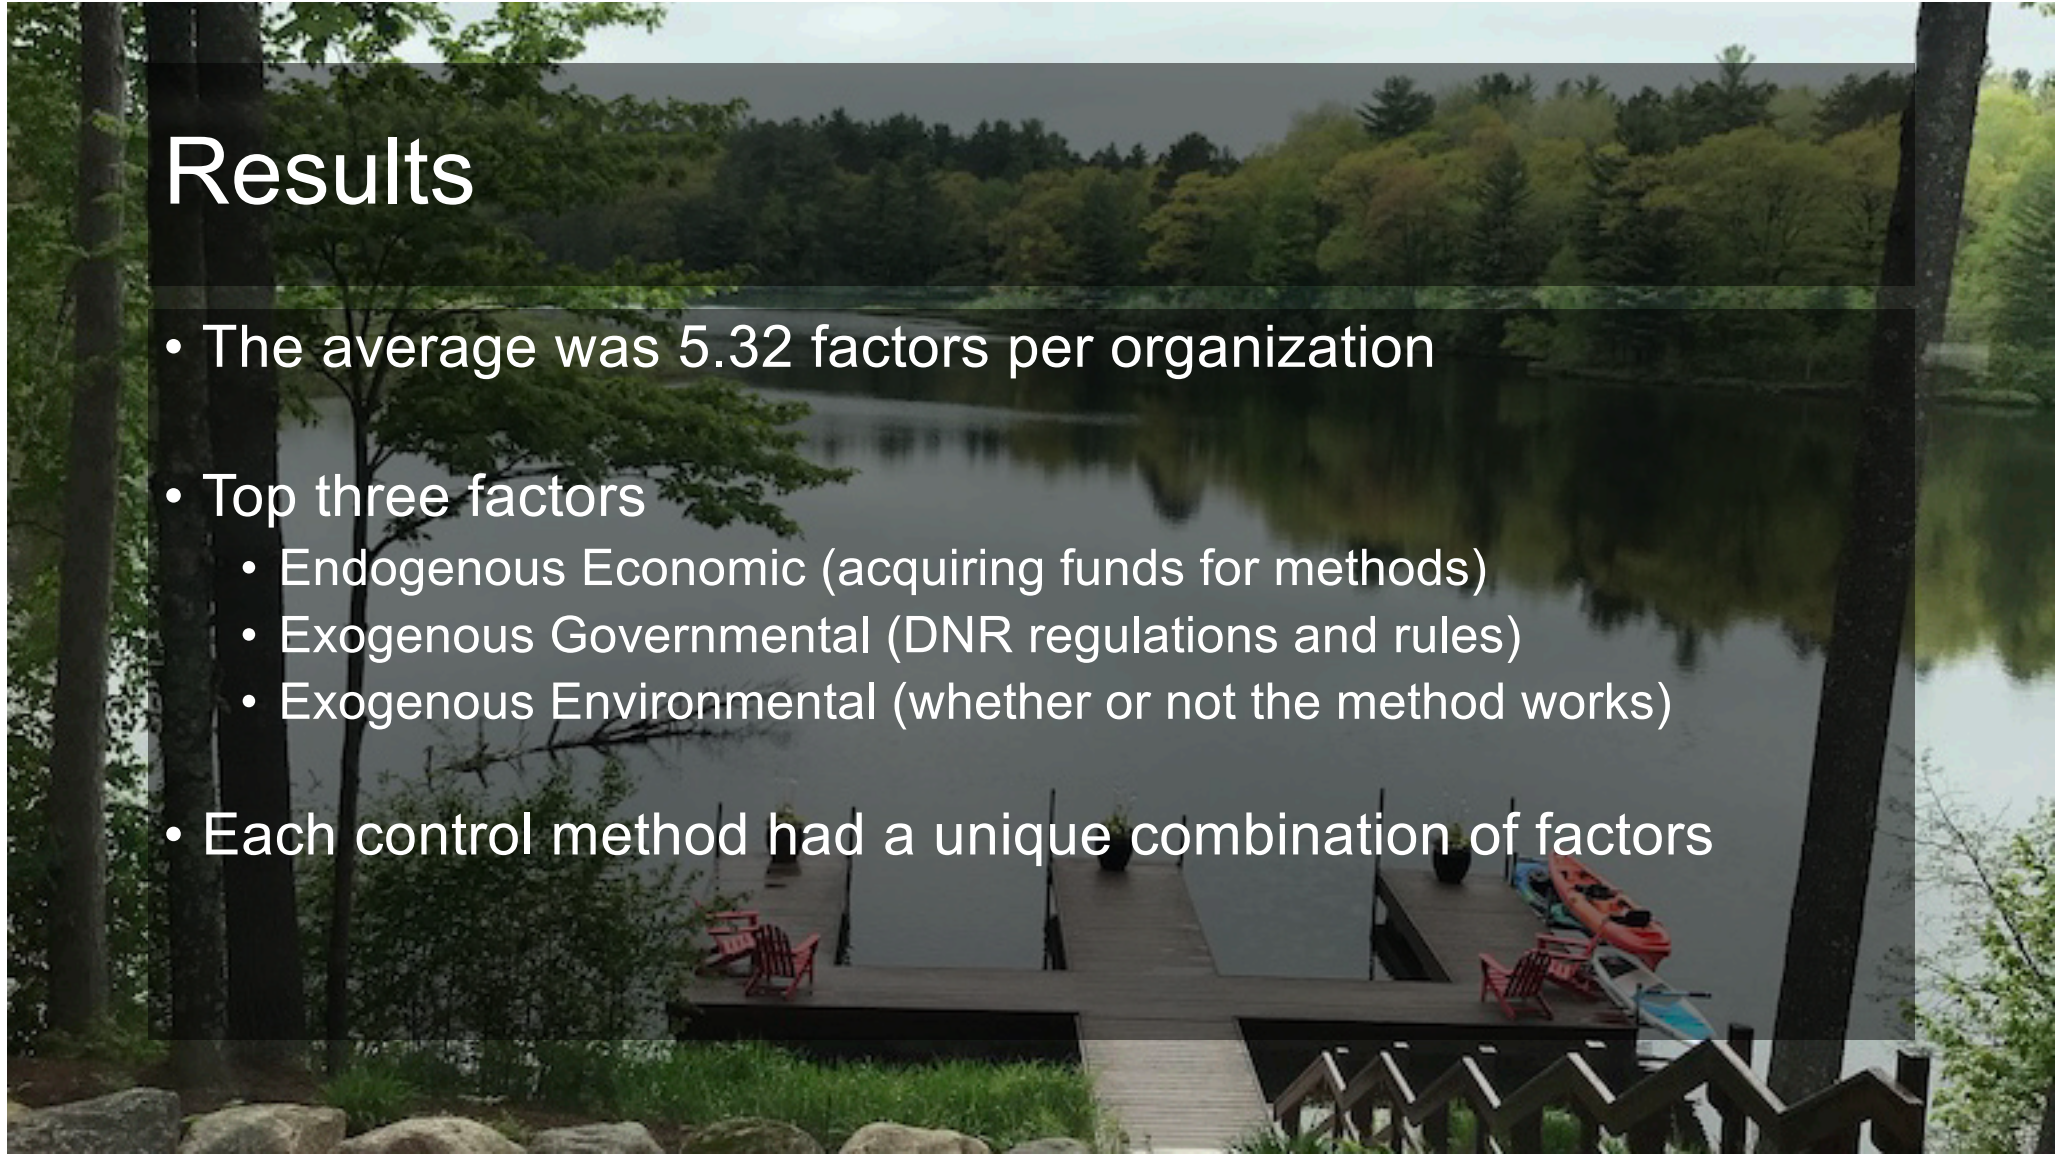 Results
• The average was 5.32 factors per organization
• Top three factors
• Endogenous Economic (acquiring funds for methods)
• Exogenous Governmental (DNR regulations and rules)
• Exogenous Environmental (whether or not the method works)
• Each control method had a unique combination of factors